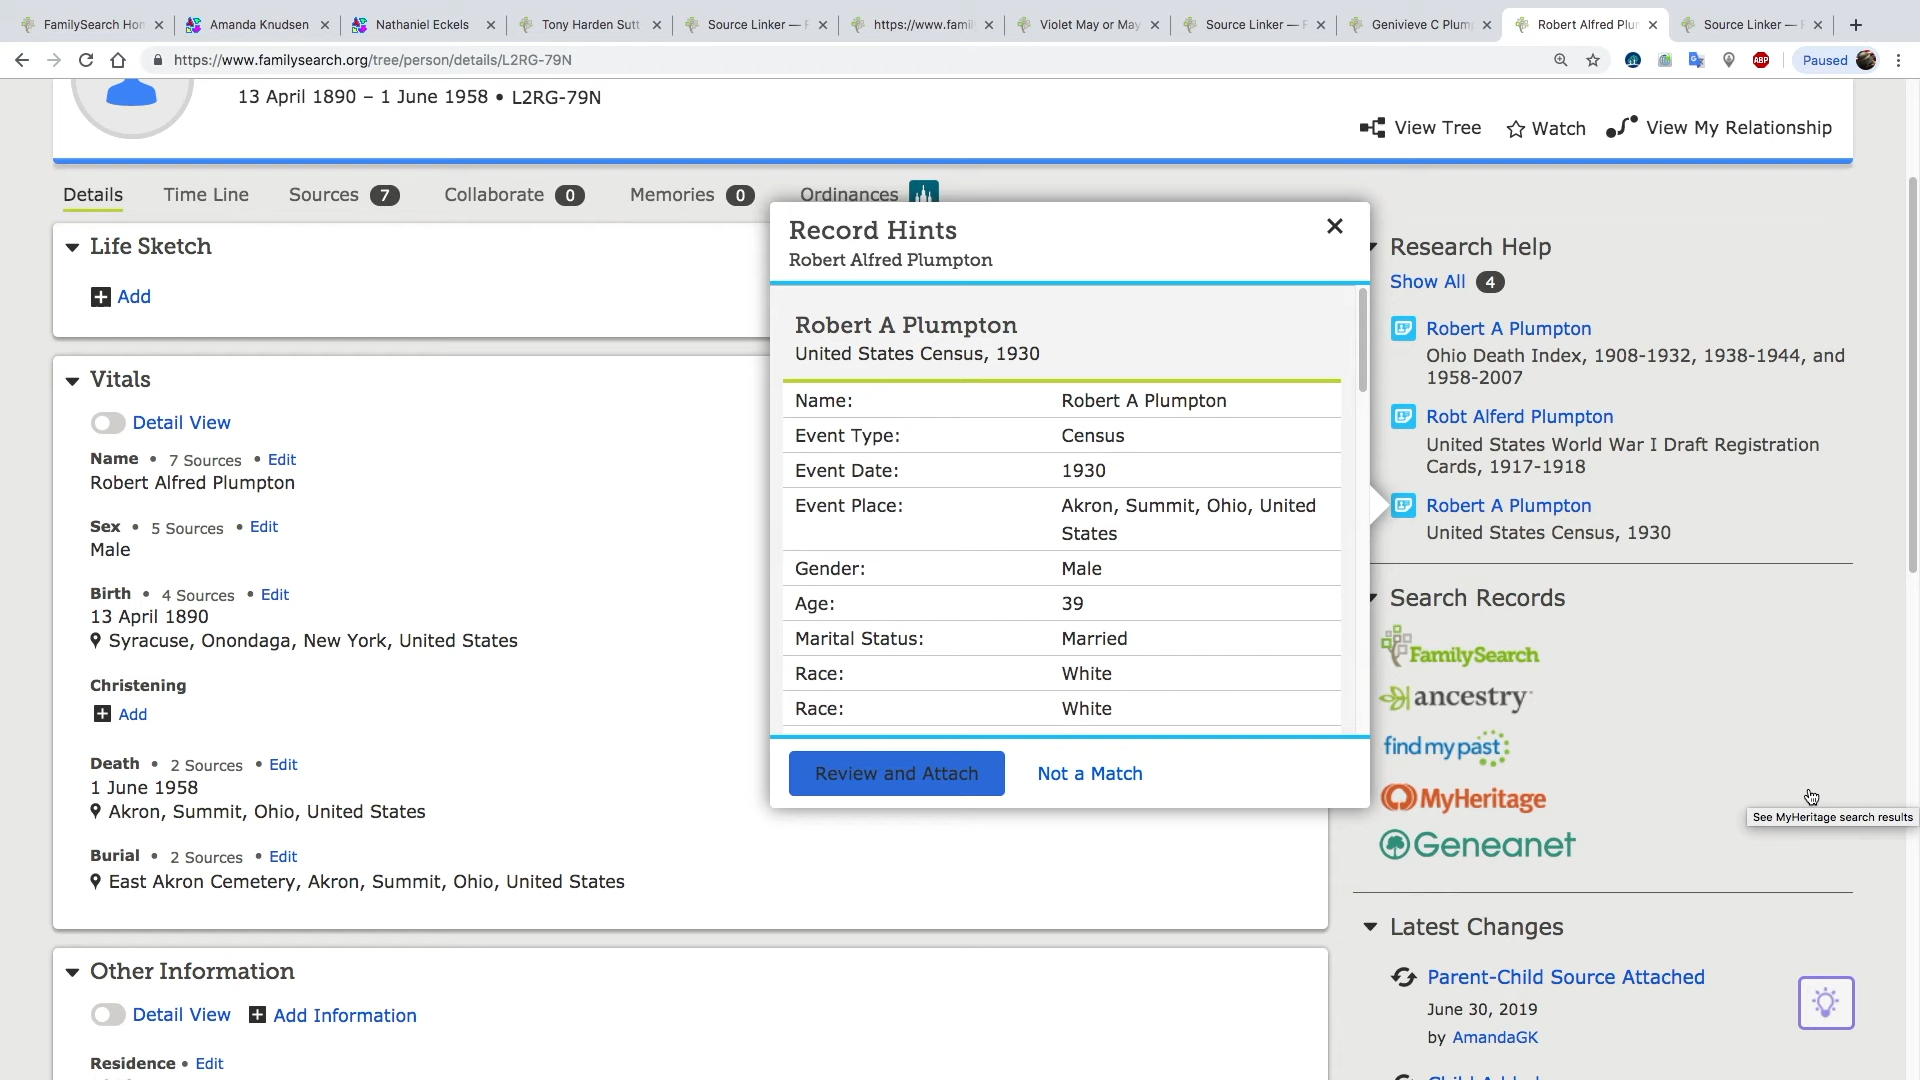 FamilySearch Hom
Amanda Knudsen
Nathaniel Eckels
Tony Harden Sutt
Source Linker — F
https://www.famil
Violet May or May
Source Linker — F
Genivieve C Plump
Robert Alfred Plum
Source Linker — F
https://www.familysearch.org/tree/person/details/L2RG-79N
ABP
Paused
13 April 1890 – 1 June 1958 • L2RG-79N
View Tree
Watch
View My Relationship
Details
Time Line
Sources 7
Collaborate 0
Memories 0
Ordinances
Life Sketch
Add
Vitals
Detail View
Name • 7 Sources • Edit
Robert Alfred Plumpton
Sex • 5 Sources • Edit
Male
Birth • 4 Sources • Edit
13 April 1890
Syracuse, Onondaga, New York, United States
Christening
Add
Death • 2 Sources • Edit
1 June 1958
Akron, Summit, Ohio, United States
Burial • 2 Sources • Edit
East Akron Cemetery, Akron, Summit, Ohio, United States
Other Information
Detail View
Add Information
Residence • Edit
Record Hints
Robert Alfred Plumpton
Robert A Plumpton
United States Census, 1930
Name: Robert A Plumpton
Event Type: Census
Event Date: 1930
Event Place: Akron, Summit, Ohio, United
States
Gender: Male
Age: 39
Marital Status: Married
Race: White
Race: White
Review and Attach
Not a Match
Research Help
Show All 4
Robert A Plumpton
Ohio Death Index, 1908-1932, 1938-1944, and
1958-2007
Robt Alferd Plumpton
United States World War I Draft Registration
Cards, 1917-1918
Robert A Plumpton
United States Census, 1930
Search Records
FamilySearch
ancestry
findmypast
MyHeritage
See MyHeritage search results
Geneanet
Latest Changes
Parent-Child Source Attached
June 30, 2019
by AmandaGK